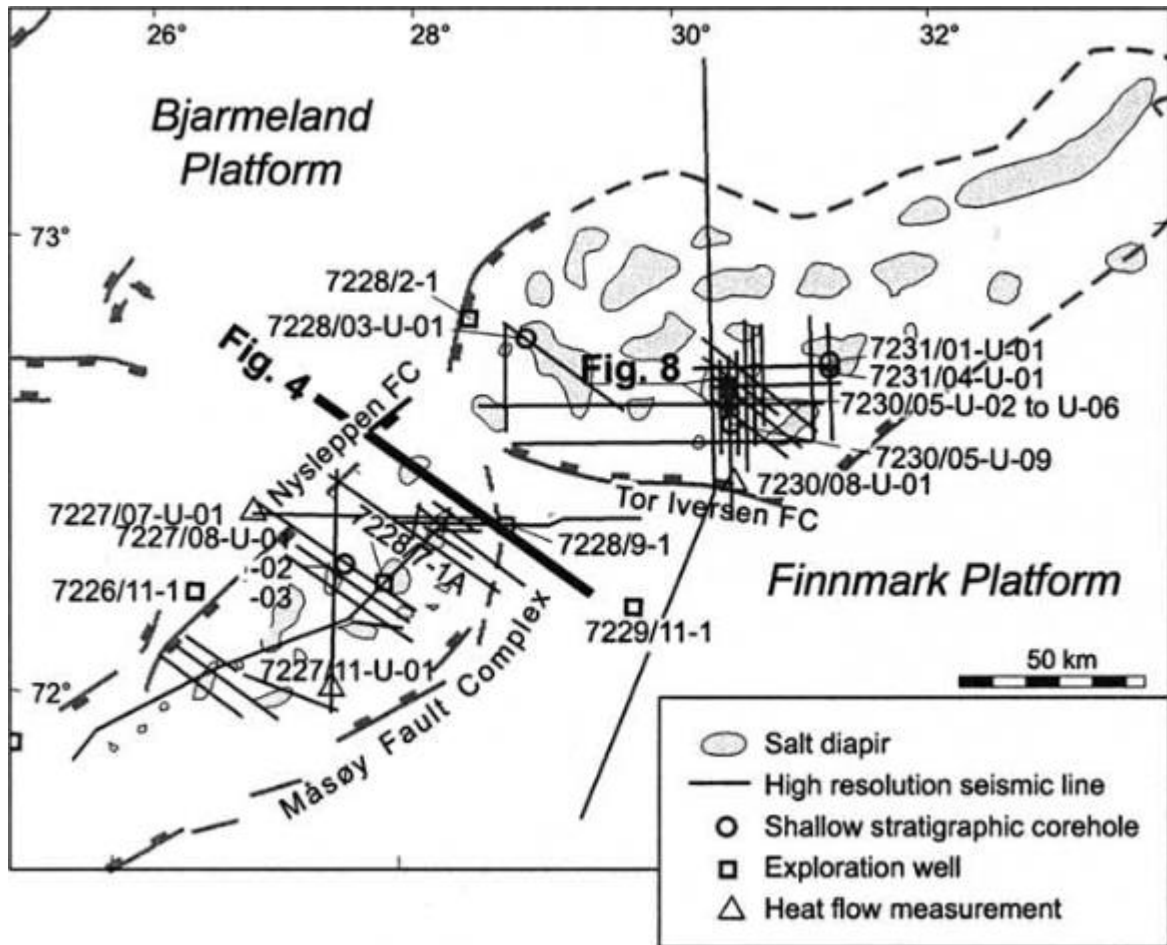 26°
28°
30°
32°
Bjarmeland
Platform
73°
7228/2-1
7228/03-U-01
Fig. 4
Nysleppen FC
Fig. 8
7231/01-U-01
7231/04-U-01
7230/05-U-02 to U-06
7230/05-U-09
7230/08-U-01
Tor Iversen FC
7227/07-U-01
7227/08-U-01
-02
-03
7228/7-1A
7228/9-1
7226/11-1
Finnmark Platform
7229/11-1
7227/11-U-01
72°
Måsøy Fault Complex
50 km
Salt diapir
High resolution seismic line
Shallow stratigraphic corehole
Exploration well
Heat flow measurement